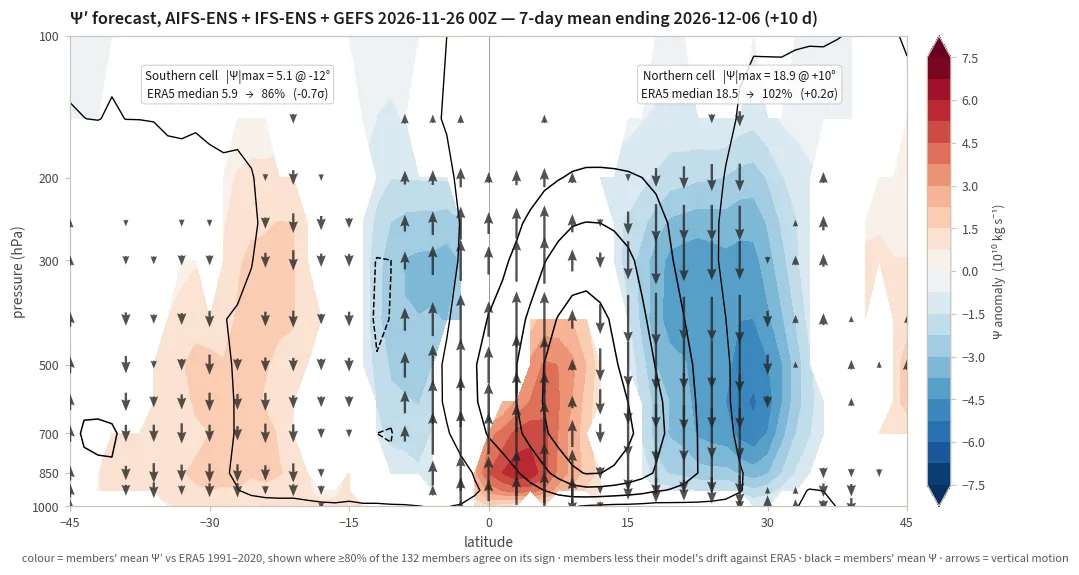 Ψ′ forecast, AIFS-ENS + IFS-ENS + GEFS 2026-11-26 00Z — 7-day mean ending 2026-12-06 (+10 d)
Southern cell |Ψ|max = 5.1 @ -12°
ERA5 median 5.9 → 86% (-0.7σ)
Northern cell |Ψ|max = 18.9 @ +10°
ERA5 median 18.5 → 102% (+0.2σ)
pressure (hPa)
100
200
300
400
500
700
850
1000
−45
−30
−15
0
15
30
45
latitude
7.5
6.0
4.5
3.0
1.5
0.0
−1.5
−3.0
−4.5
−6.0
−7.5
Ψ anomaly (10¹⁰ kg s⁻¹)
colour = members' mean Ψ′ vs ERA5 1991–2020, shown where ≥80% of the 132 members agree on its sign · members less their model's drift against ERA5 · black = members' mean Ψ · arrows = vertical motion